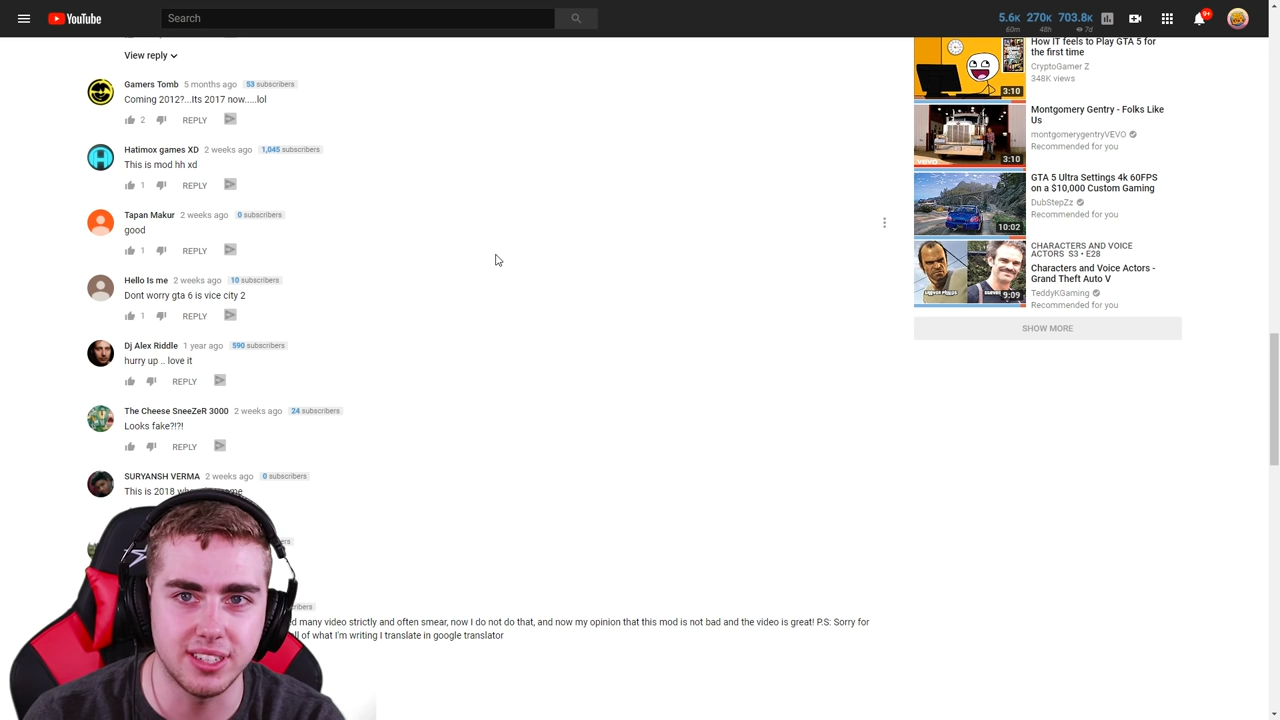 YouTube
Search
5.6K 270K 703.8K
60m 48h 7d
9+
View reply
Gamers Tomb 5 months ago 53 subscribers
Coming 2012?...Its 2017 now.....lol
2 REPLY
Hatimox games XD 2 weeks ago 1,045 subscribers
This is mod hh xd
1 REPLY
Tapan Makur 2 weeks ago 0 subscribers
good
1 REPLY
Hello Is me 2 weeks ago 10 subscribers
Dont worry gta 6 is vice city 2
1 REPLY
Dj Alex Riddle 1 year ago 590 subscribers
hurry up .. love it
REPLY
The Cheese SneeZeR 3000 2 weeks ago 24 subscribers
Looks fake?!?!
REPLY
SURYANSH VERMA 2 weeks ago 0 subscribers
This is 2018
many video strictly and often smear, now I do not do that, and now my opinion that this mod is not bad and the video is great! P.S: Sorry for
of what I'm writing I translate in google translator
How IT feels to Play GTA 5 for
the first time
CryptoGamer Z
348K views
3:10
Montgomery Gentry - Folks Like
Us
montgomerygentryVEVO
Recommended for you
vevo
3:10
GTA 5 Ultra Settings 4k 60FPS
on a $10,000 Custom Gaming
DubStepZz
Recommended for you
10:02
CHARACTERS AND VOICE
ACTORS S3 • E28
Characters and Voice Actors -
Grand Theft Auto V
TeddyKGaming
Recommended for you
9:09
SHOW MORE